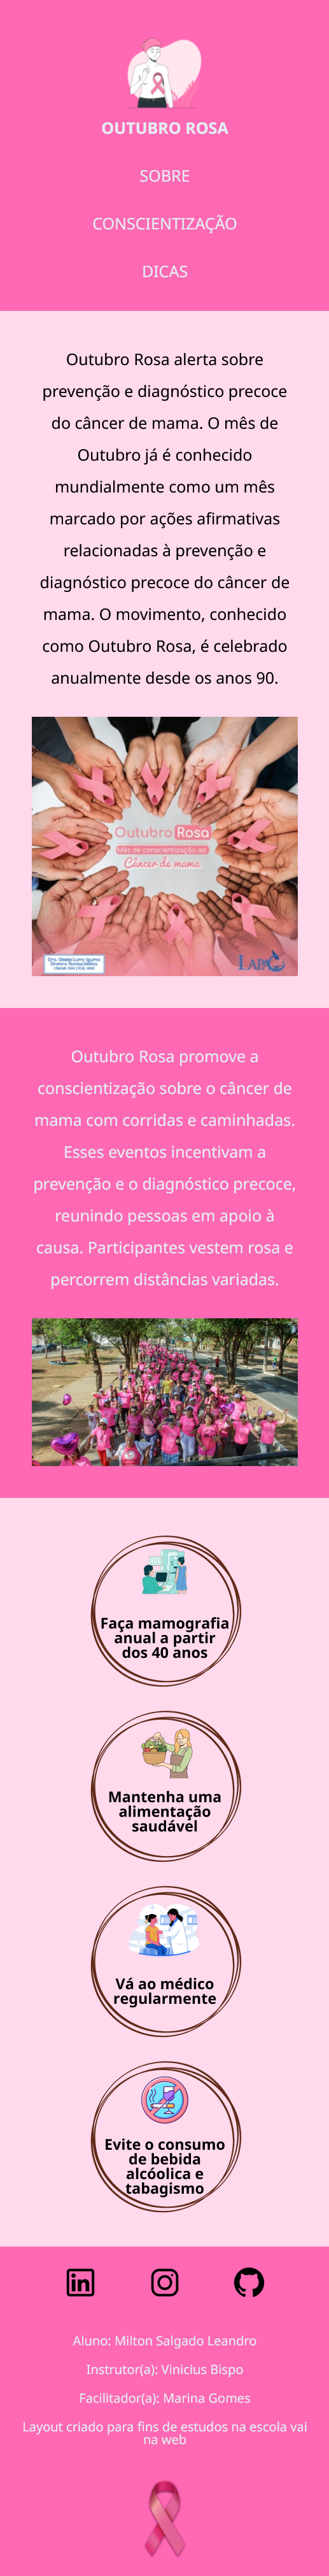 OUTUBRO ROSA
SOBRE
CONSCIENTIZAÇÃO
DICAS
Outubro Rosa alerta sobre
prevenção e diagnóstico precoce
do câncer de mama. O mês de
Outubro já é conhecido
mundialmente como um mês
marcado por ações afirmativas
relacionadas à prevenção e
diagnóstico precoce do câncer de
mama. O movimento, conhecido
como Outubro Rosa, é celebrado
anualmente desde os anos 90.
Outubro Rosa
Mês de conscientização ao
Câncer de mama
Outubro Rosa promove a
conscientização sobre o câncer de
mama com corridas e caminhadas.
Esses eventos incentivam a
prevenção e o diagnóstico precoce,
reunindo pessoas em apoio à
causa. Participantes vestem rosa e
percorrem distâncias variadas.
Faça mamografia
anual a partir
dos 40 anos
Mantenha uma
alimentação
saudável
Vá ao médico
regularmente
Evite o consumo
de bebida
alcóolica e
tabagismo
in
Aluno: Milton Salgado Leandro
Instrutor(a): Vinicius Bispo
Facilitador(a): Marina Gomes
Layout criado para fins de estudos na escola vai
na web